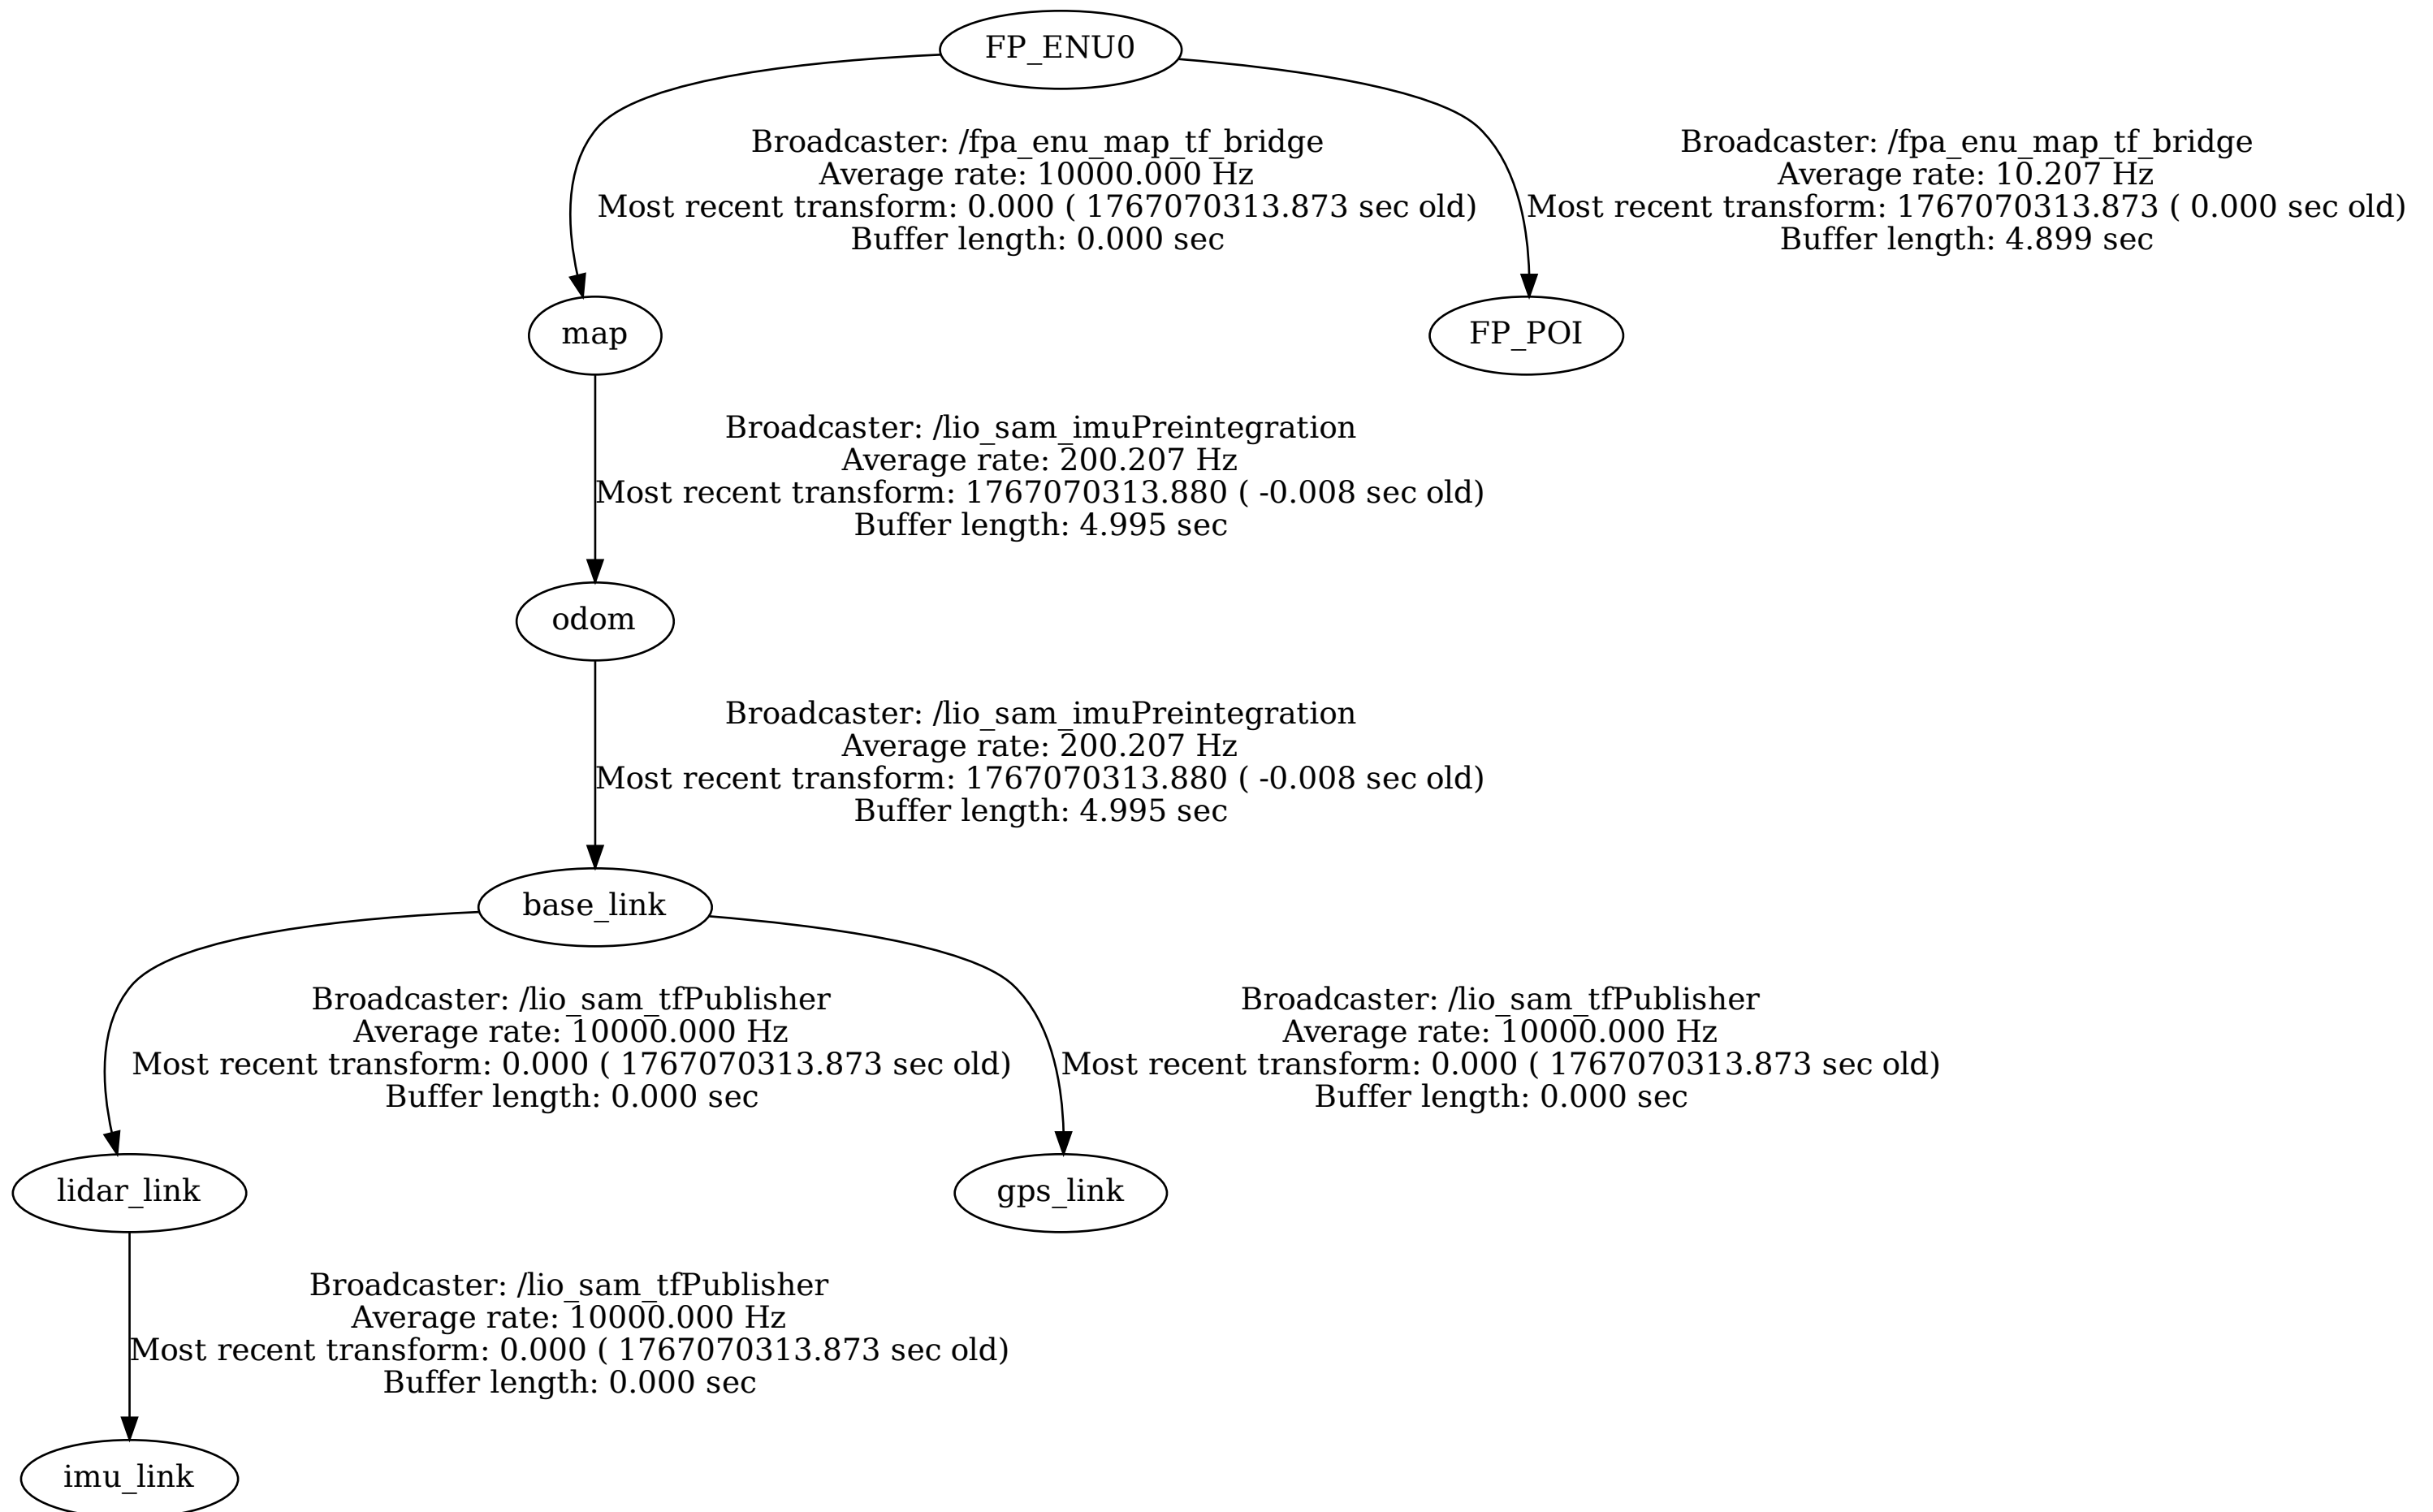 FP_ENU0
Broadcaster: /fpa_enu_map_tf_bridge
Average rate: 10000.000 Hz
Most recent transform: 0.000 ( 1767070313.873 sec old)
Buffer length: 0.000 sec
Broadcaster: /fpa_enu_map_tf_bridge
Average rate: 10.207 Hz
Most recent transform: 1767070313.873 ( 0.000 sec old)
Buffer length: 4.899 sec
map
FP_POI
Broadcaster: /lio_sam_imuPreintegration
Average rate: 200.207 Hz
Most recent transform: 1767070313.880 ( -0.008 sec old)
Buffer length: 4.995 sec
odom
Broadcaster: /lio_sam_imuPreintegration
Average rate: 200.207 Hz
Most recent transform: 1767070313.880 ( -0.008 sec old)
Buffer length: 4.995 sec
base_link
Broadcaster: /lio_sam_tfPublisher
Average rate: 10000.000 Hz
Most recent transform: 0.000 ( 1767070313.873 sec old)
Buffer length: 0.000 sec
Broadcaster: /lio_sam_tfPublisher
Average rate: 10000.000 Hz
Most recent transform: 0.000 ( 1767070313.873 sec old)
Buffer length: 0.000 sec
lidar_link
gps_link
Broadcaster: /lio_sam_tfPublisher
Average rate: 10000.000 Hz
Most recent transform: 0.000 ( 1767070313.873 sec old)
Buffer length: 0.000 sec
imu_link